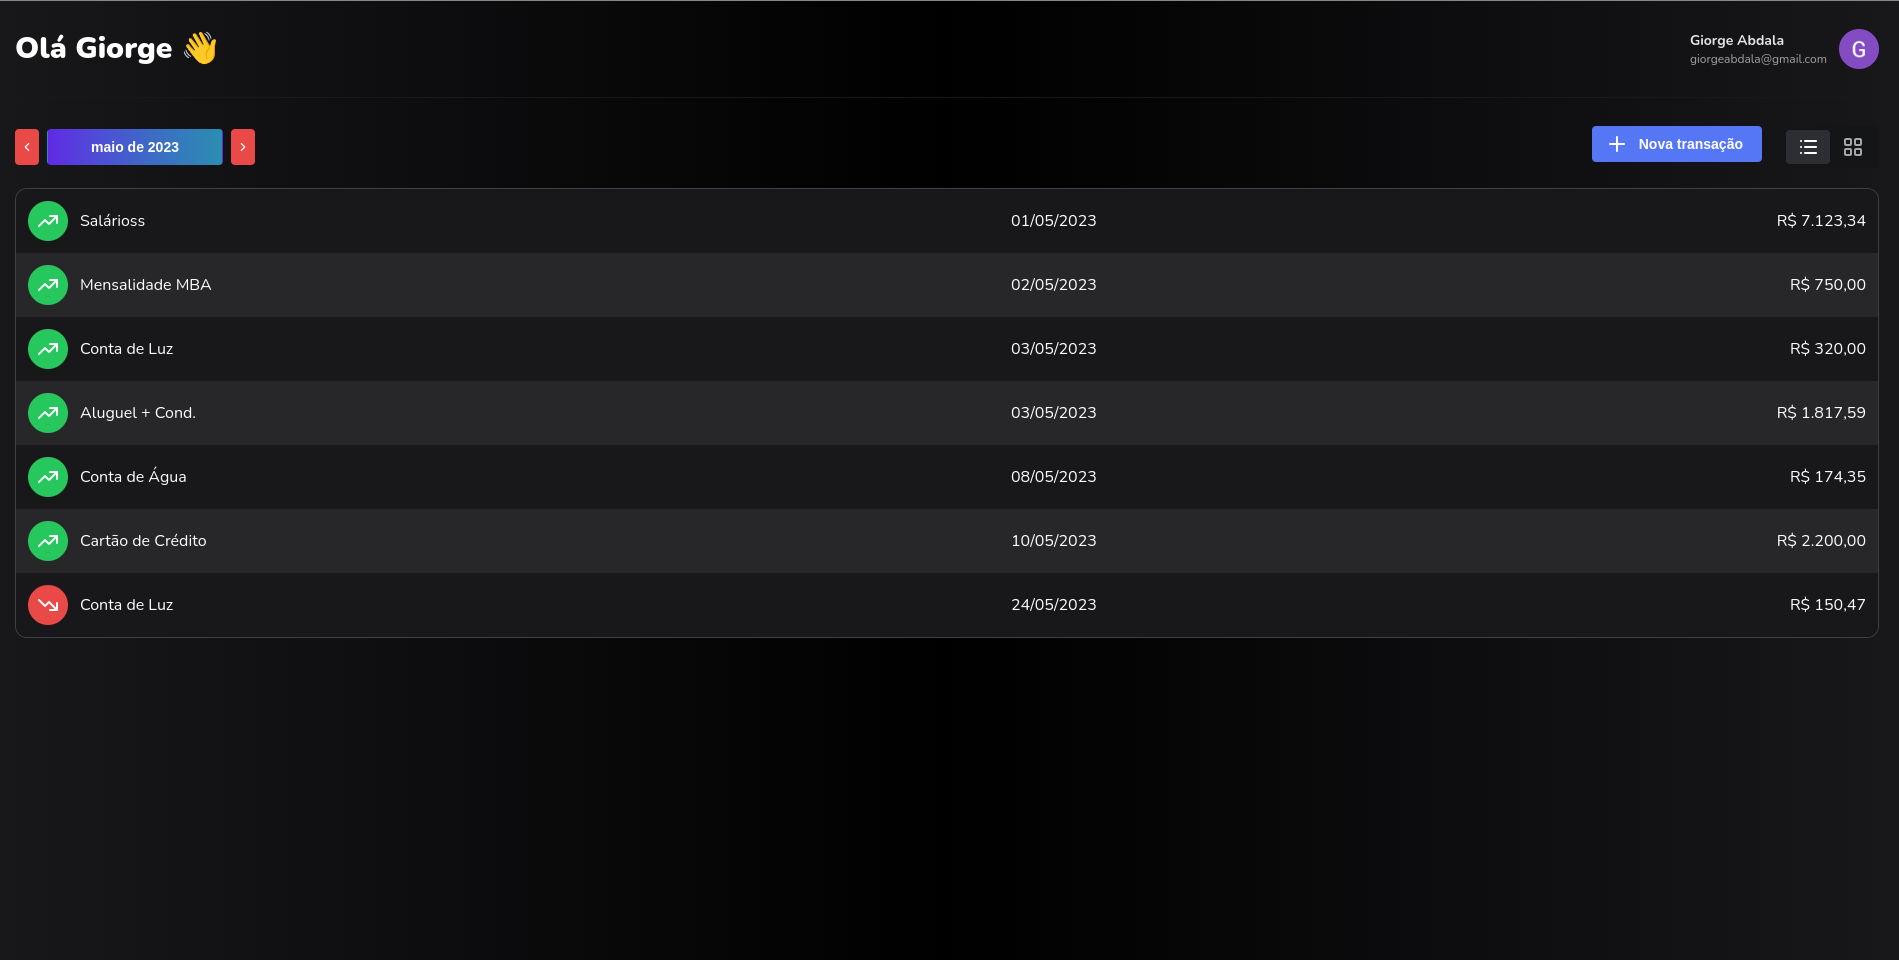 Olá Giorge 👋
Giorge Abdala
giorgeabdala@gmail.com
G
maio de 2023
Nova transação
Salárioss 01/05/2023 R$ 7.123,34
Mensalidade MBA 02/05/2023 R$ 750,00
Conta de Luz 03/05/2023 R$ 320,00
Aluguel + Cond. 03/05/2023 R$ 1.817,59
Conta de Água 08/05/2023 R$ 174,35
Cartão de Crédito 10/05/2023 R$ 2.200,00
Conta de Luz 24/05/2023 R$ 150,47